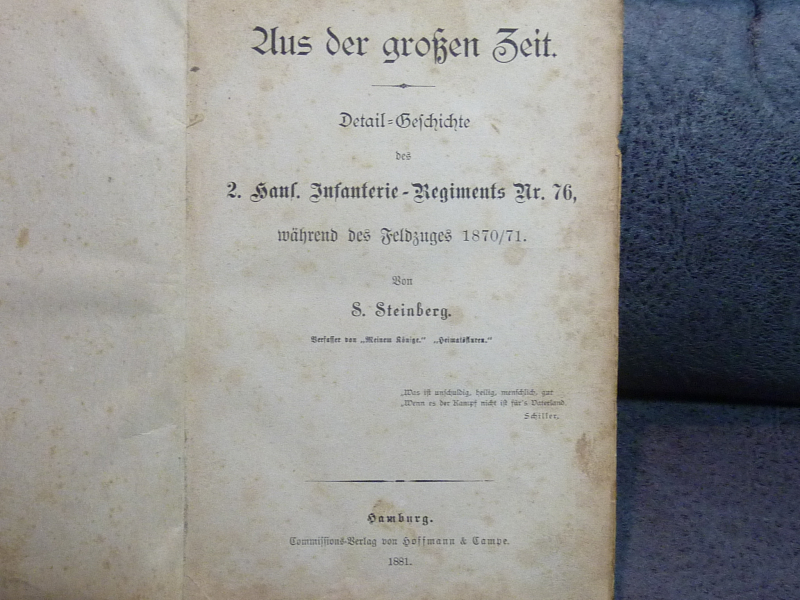 Aus der großen Zeit.
Detail=Geschichte
des
2. Hans. Infanterie-Regiments Nr. 76,
während des Feldzuges 1870/71.
Von
S. Steinberg.
Verfasser von „Meinem Könige.“ „Heimatsfluren.“
„Was ist unschuldig, heilig, menschlich, gut
„Wenn es der Kampf nicht ist für's Vaterland.
Schiller.
Hamburg.
Commissions-Verlag von Hoffmann & Campe.
1881.